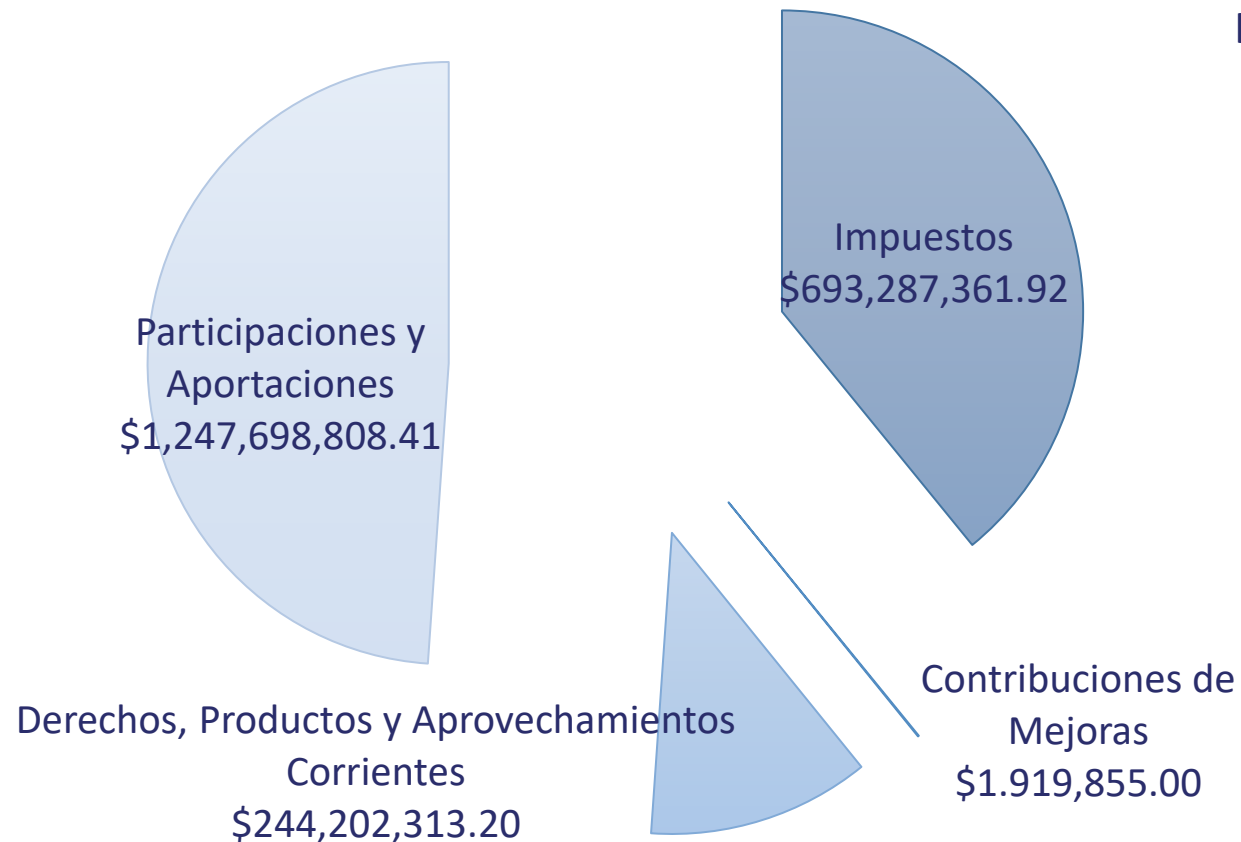 Impuestos
$693,287,361.92
Participaciones y
Aportaciones
$1,247,698,808.41
Contribuciones de
Mejoras
$1.919,855.00
Derechos, Productos y Aprovechamientos
Corrientes
$244,202,313.20